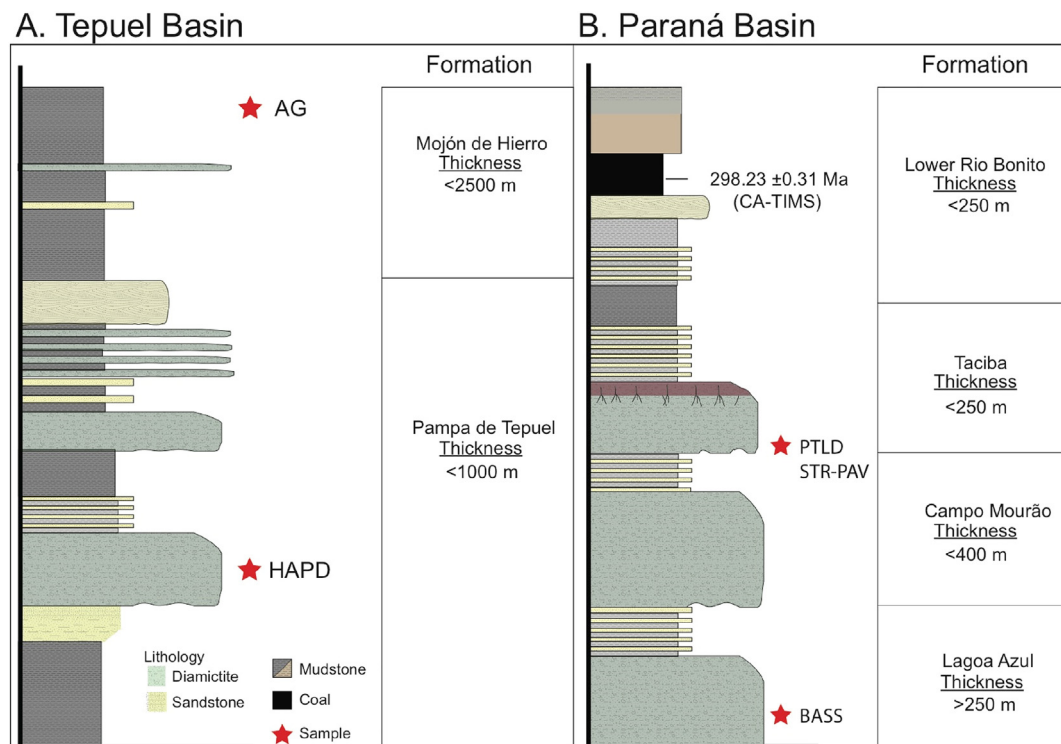 A. Tepuel Basin
Formation
AG
Mojón de Hierro
Thickness
<2500 m
Pampa de Tepuel
Thickness
<1000 m
HAPD
Lithology
Diamictite
Sandstone
Mudstone
Coal
Sample
B. Paraná Basin
Formation
298.23 ±0.31 Ma
(CA-TIMS)
Lower Rio Bonito
Thickness
<250 m
Taciba
Thickness
<250 m
PTLD
STR-PAV
Campo Mourão
Thickness
<400 m
Lagoa Azul
Thickness
>250 m
BASS